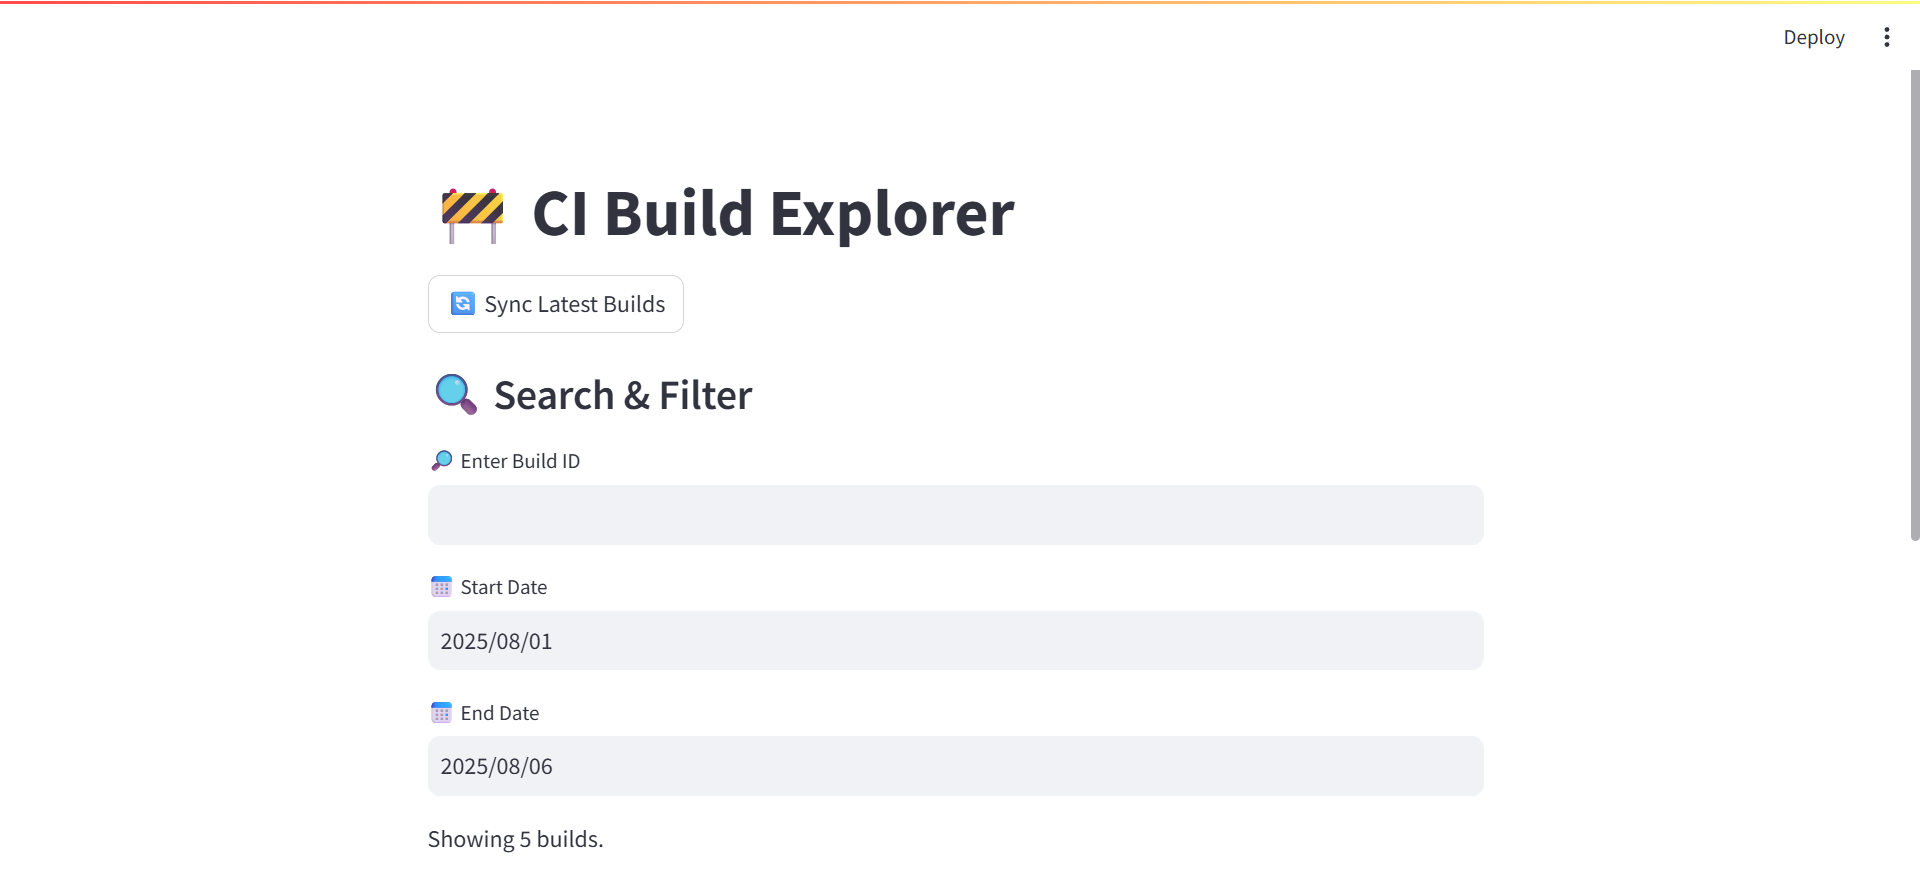 Deploy
CI Build Explorer
Sync Latest Builds
Search & Filter
Enter Build ID
Start Date
2025/08/01
End Date
2025/08/06
Showing 5 builds.